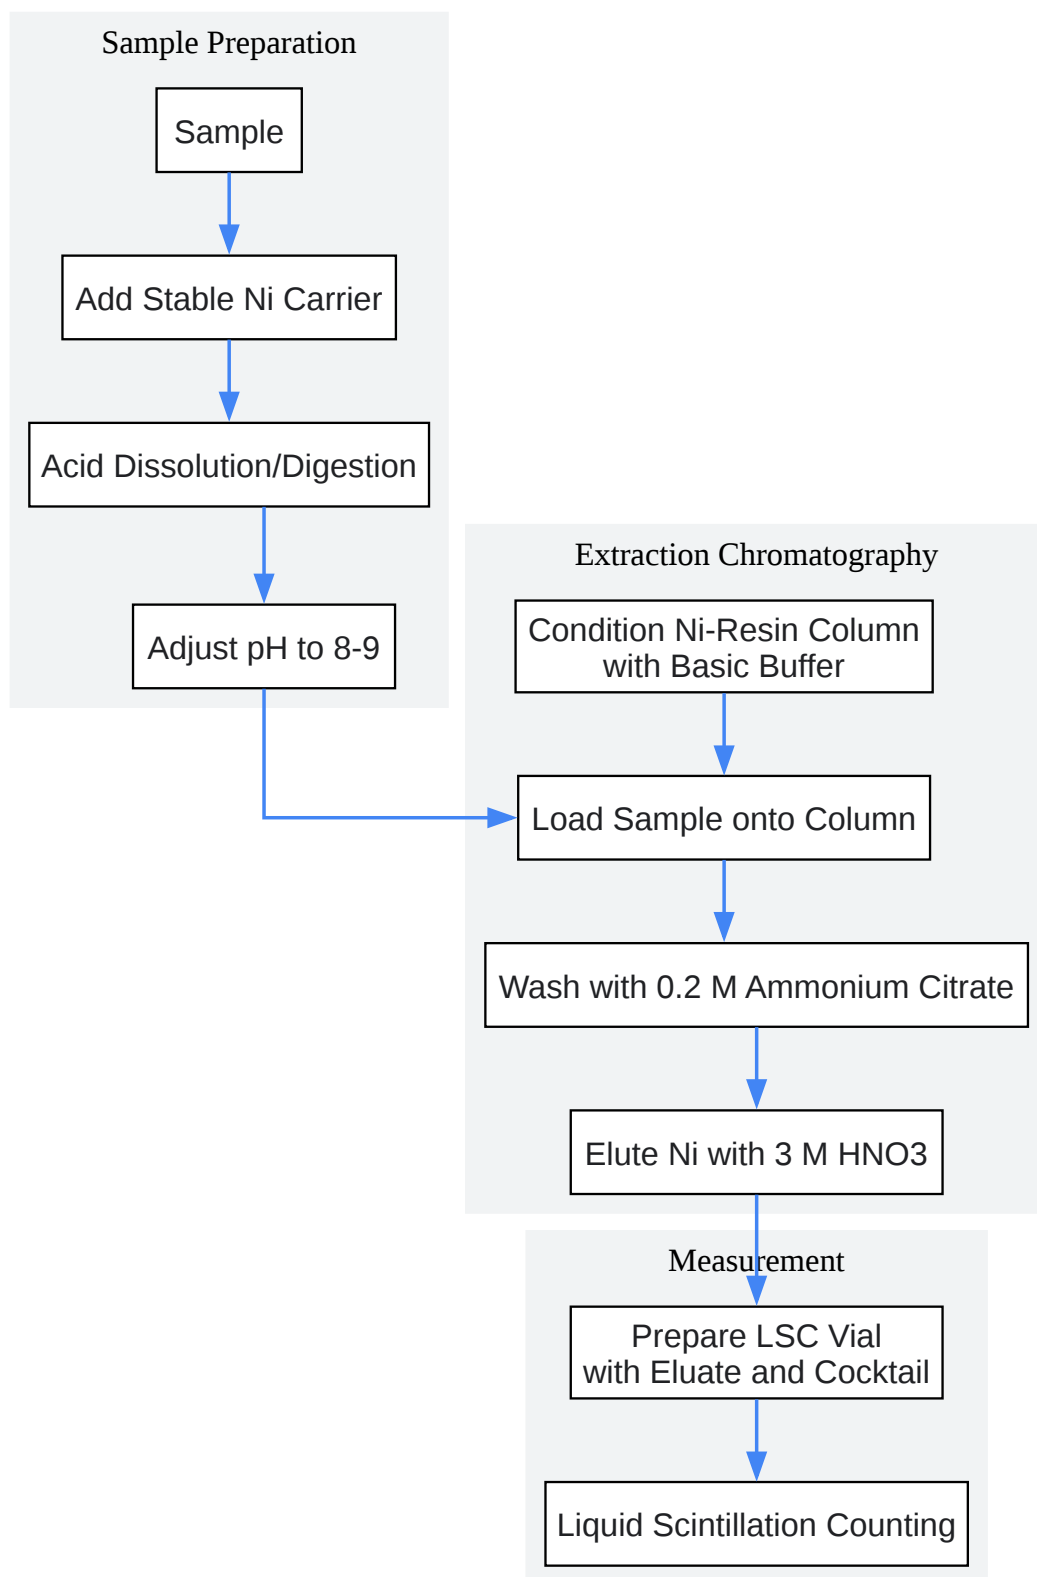 Sample Preparation
Sample
Add Stable Ni Carrier
Acid Dissolution/Digestion
Adjust pH to 8-9
Extraction Chromatography
Condition Ni-Resin Column
with Basic Buffer
Load Sample onto Column
Wash with 0.2 M Ammonium Citrate
Elute Ni with 3 M HNO3
Measurement
Prepare LSC Vial
with Eluate and Cocktail
Liquid Scintillation Counting